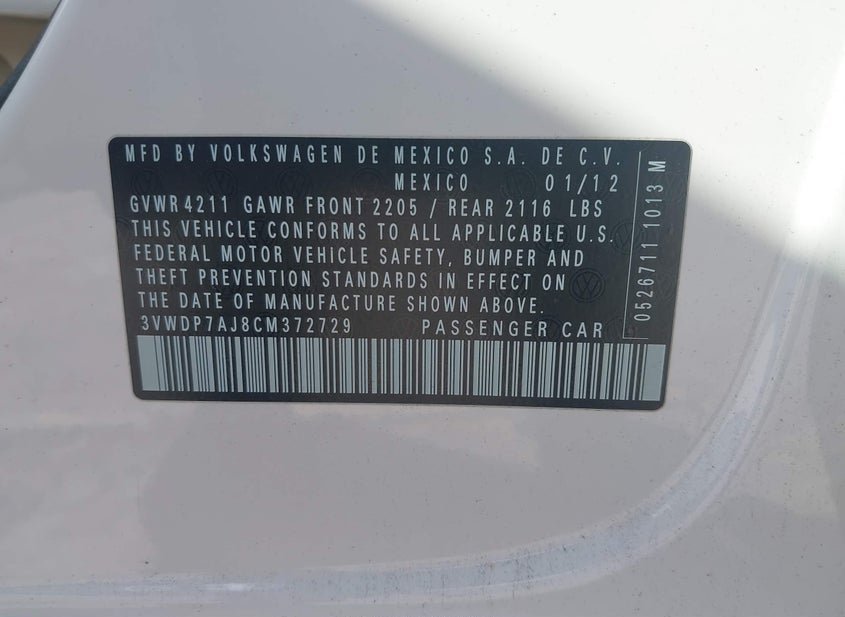 MFD BY VOLKSWAGEN DE MEXICO S.A. DE C.V.
MEXICO 01/12
GVWR 4211 GAWR FRONT 2205 / REAR 2116 LBS
THIS VEHICLE CONFORMS TO ALL APPLICABLE U.S.
FEDERAL MOTOR VEHICLE SAFETY, BUMPER AND
THEFT PREVENTION STANDARDS IN EFFECT ON
THE DATE OF MANUFACTURE SHOWN ABOVE.
3VWDP7AJ8CM372729 PASSENGER CAR
0526711 1013 M